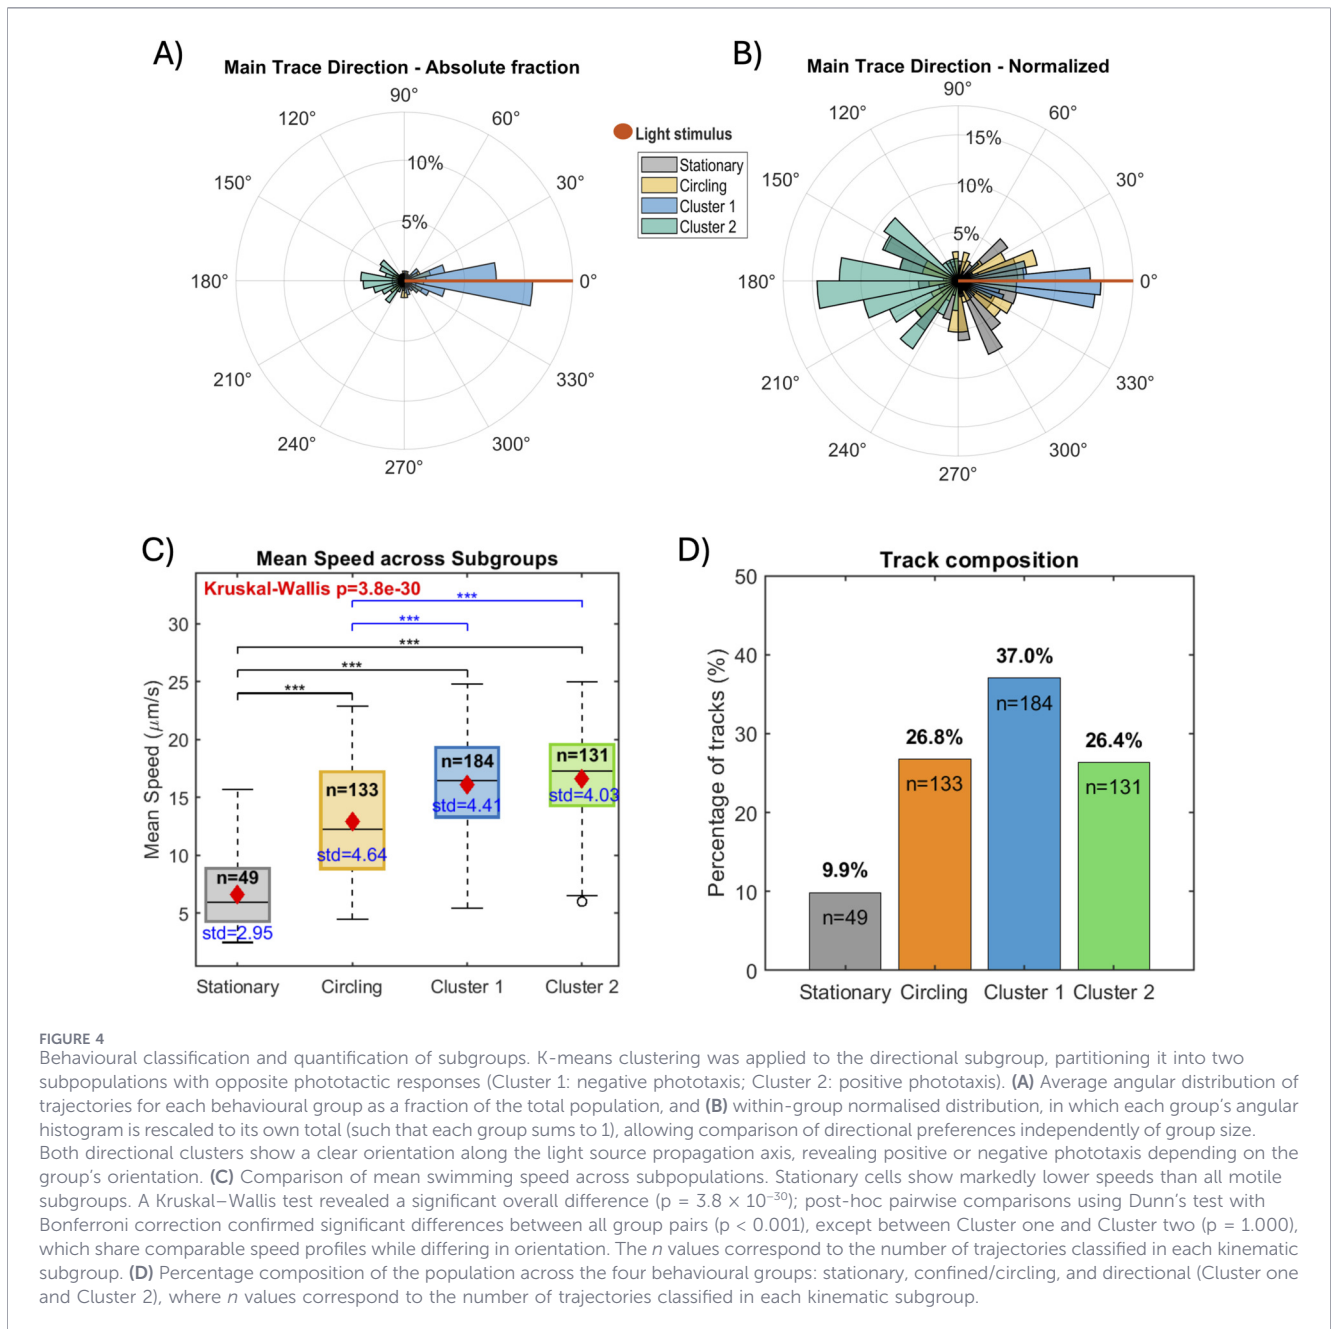 A)
Main Trace Direction - Absolute fraction
90°
120°
60°
10%
150°
30°
5%
180°
0°
210°
330°
240°
300°
270°
Light stimulus
Stationary
Circling
Cluster 1
Cluster 2
B)
Main Trace Direction - Normalized
90°
120°
60°
15%
150°
30°
10%
5%
180°
0°
210°
330°
240°
300°
270°
C)
Mean Speed across Subgroups
Kruskal-Wallis p=3.8e-30
***
***
***
***
***
30
25
20
15
10
5
Mean Speed (μm/s)
n=49
std=2.95
n=133
std=4.64
n=184
std=4.41
n=131
std=4.03
Stationary
Circling
Cluster 1
Cluster 2
D)
Track composition
50
40
30
20
10
0
Percentage of tracks (%)
9.9%
n=49
26.8%
n=133
37.0%
n=184
26.4%
n=131
Stationary
Circling
Cluster 1
Cluster 2
FIGURE 4
Behavioural classification and quantification of subgroups. K-means clustering was applied to the directional subgroup, partitioning it into two
subpopulations with opposite phototactic responses (Cluster 1: negative phototaxis; Cluster 2: positive phototaxis). (A) Average angular distribution of
trajectories for each behavioural group as a fraction of the total population, and (B) within-group normalised distribution, in which each group's angular
histogram is rescaled to its own total (such that each group sums to 1), allowing comparison of directional preferences independently of group size.
Both directional clusters show a clear orientation along the light source propagation axis, revealing positive or negative phototaxis depending on the
group's orientation. (C) Comparison of mean swimming speed across subpopulations. Stationary cells show markedly lower speeds than all motile
subgroups. A Kruskal–Wallis test revealed a significant overall difference (p = 3.8 × 10⁻³⁰); post-hoc pairwise comparisons using Dunn's test with
Bonferroni correction confirmed significant differences between all group pairs (p < 0.001), except between Cluster one and Cluster two (p = 1.000),
which share comparable speed profiles while differing in orientation. The n values correspond to the number of trajectories classified in each kinematic
subgroup. (D) Percentage composition of the population across the four behavioural groups: stationary, confined/circling, and directional (Cluster one
and Cluster 2), where n values correspond to the number of trajectories classified in each kinematic subgroup.